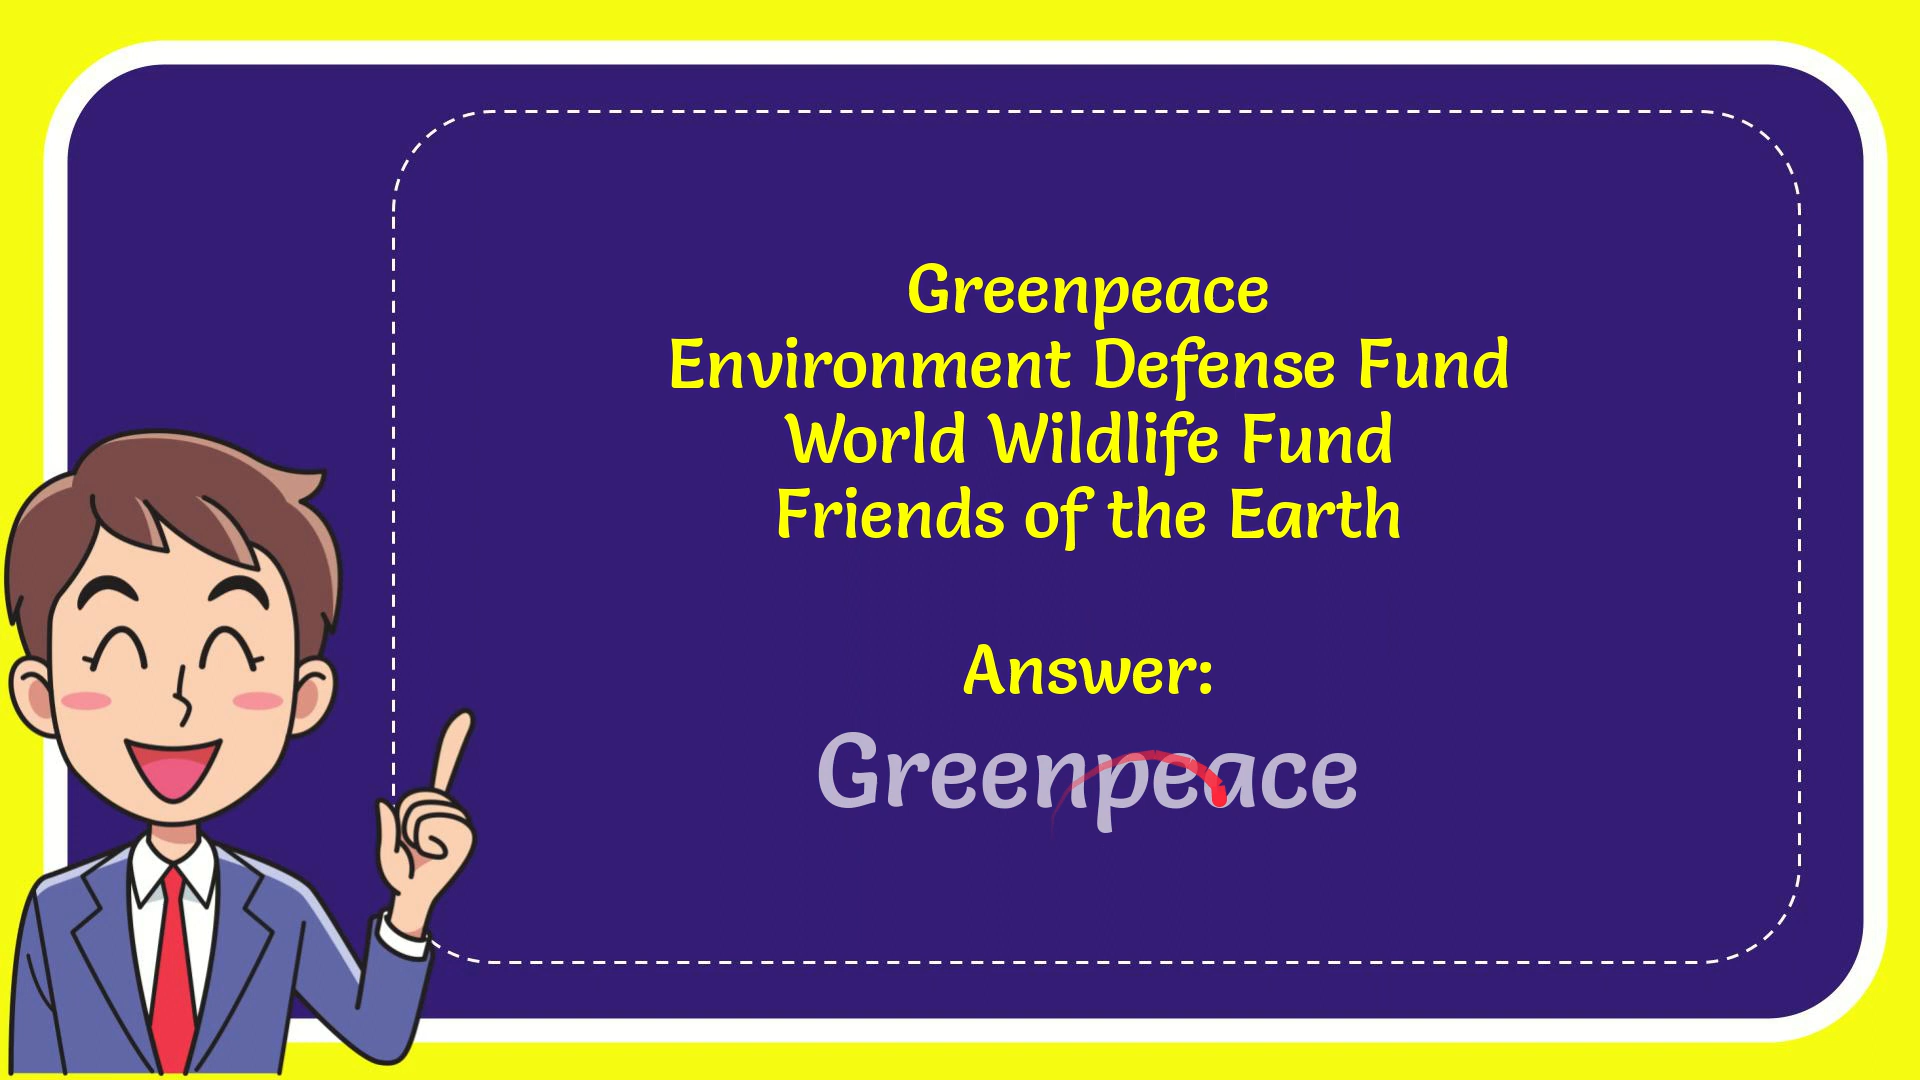 Greenpeace
Environment Defense Fund
World Wildlife Fund
Friends of the Earth
Answer:
Greenpeace